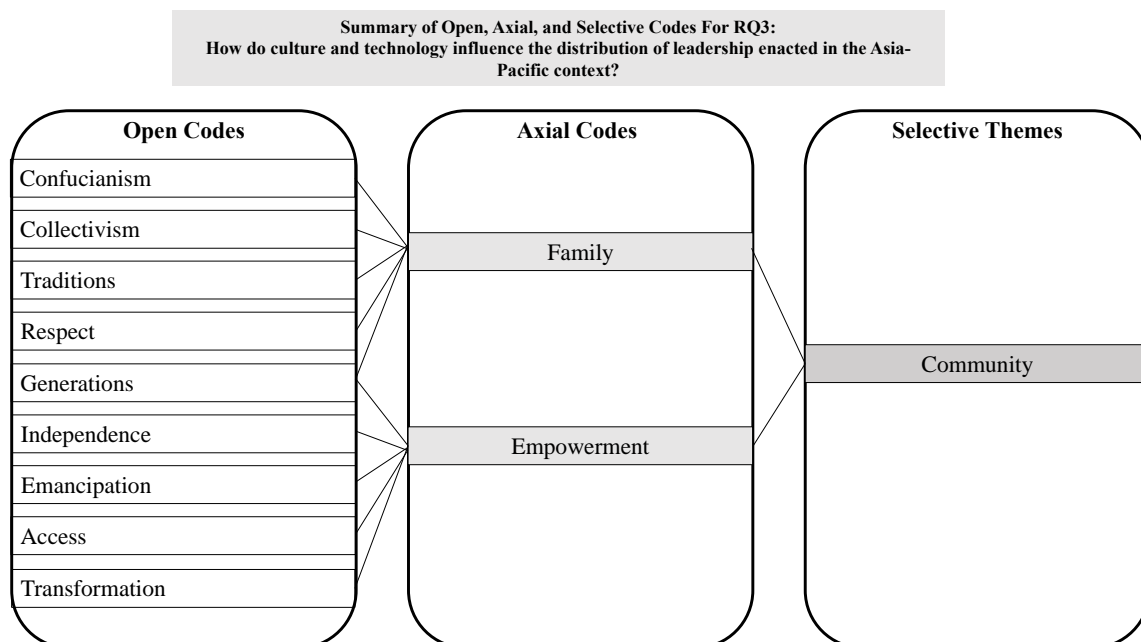 Summary of Open, Axial, and Selective Codes For RQ3:
How do culture and technology influence the distribution of leadership enacted in the Asia-
Pacific context?
Open Codes
Confucianism
Collectivism
Traditions
Respect
Generations
Independence
Emancipation
Access
Transformation
Axial Codes
Family
Empowerment
Selective Themes
Community